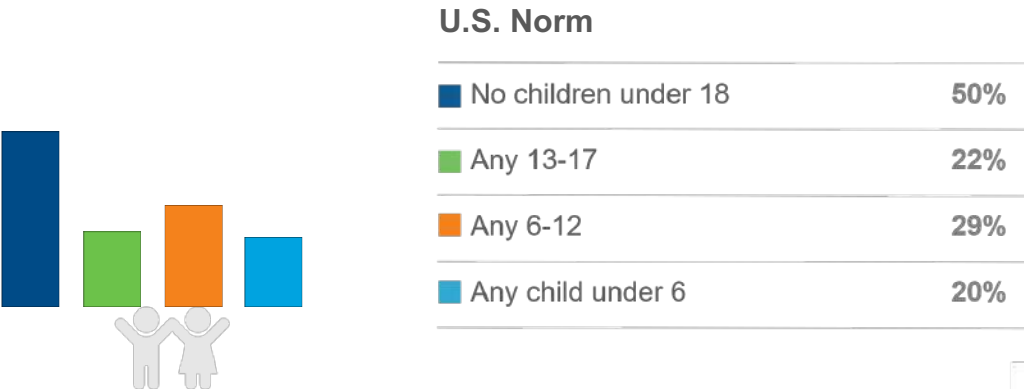 U.S. Norm
No children under 18 50%
Any 13-17 22%
Any 6-12 29%
Any child under 6 20%